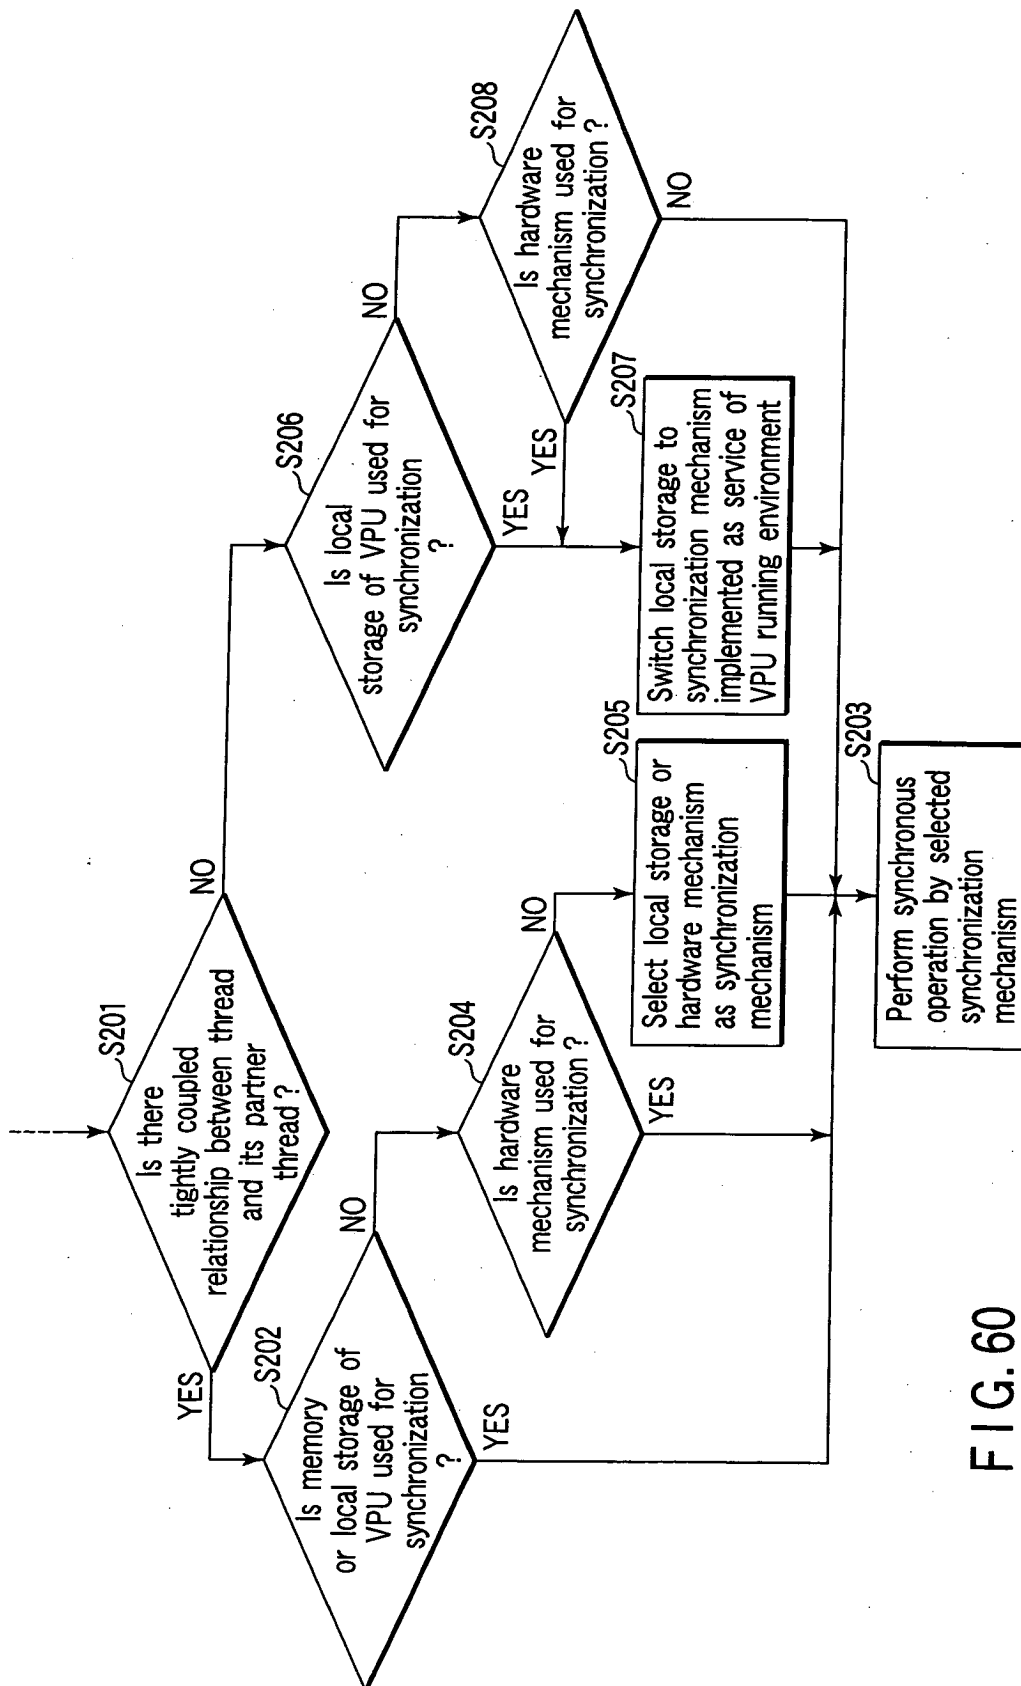 S201
Is there
tightly coupled
relationship between thread
and its partner
thread?
YES
NO
S202
Is memory
or local storage of
VPU used for
synchronization
?
NO
YES
S204
Is hardware
mechanism used for
synchronization?
NO
YES
S205
Select local storage or
hardware mechanism
as synchronization
mechanism
S206
Is local
storage of VPU used for
synchronization
?
NO
YES
S208
Is hardware
mechanism used for
synchronization?
YES
NO
S207
Switch local storage to
synchronization mechanism
implemented as service of
VPU running environment
S203
Perform synchronous
operation by selected
synchronization
mechanism
FIG. 60